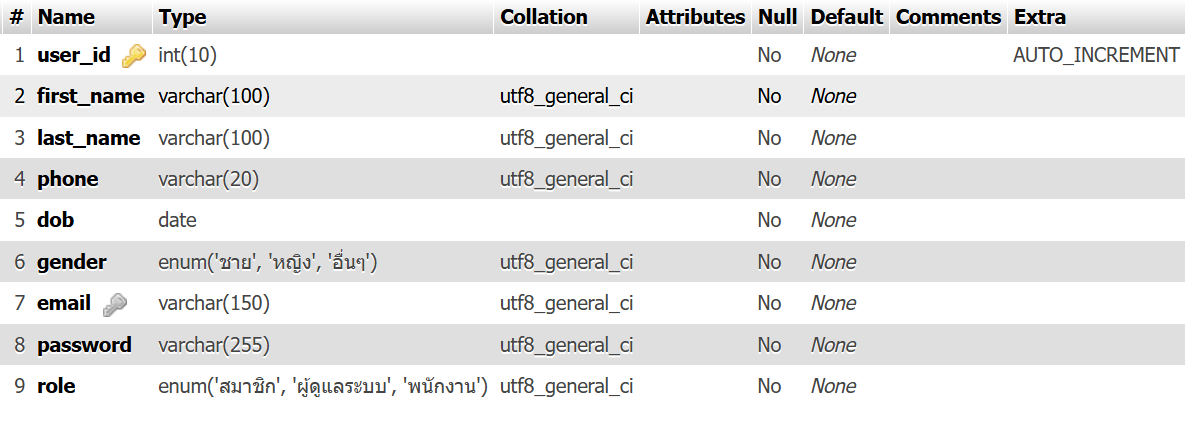 # Name Type Collation Attributes Null Default Comments Extra
1 user_id int(10) No None AUTO_INCREMENT
2 first_name varchar(100) utf8_general_ci No None
3 last_name varchar(100) utf8_general_ci No None
4 phone varchar(20) utf8_general_ci No None
5 dob date No None
6 gender enum('ชาย', 'หญิง', 'อื่นๆ') utf8_general_ci No None
7 email varchar(150) utf8_general_ci No None
8 password varchar(255) utf8_general_ci No None
9 role enum('สมาชิก', 'ผู้ดูแลระบบ', 'พนักงาน') utf8_general_ci No None